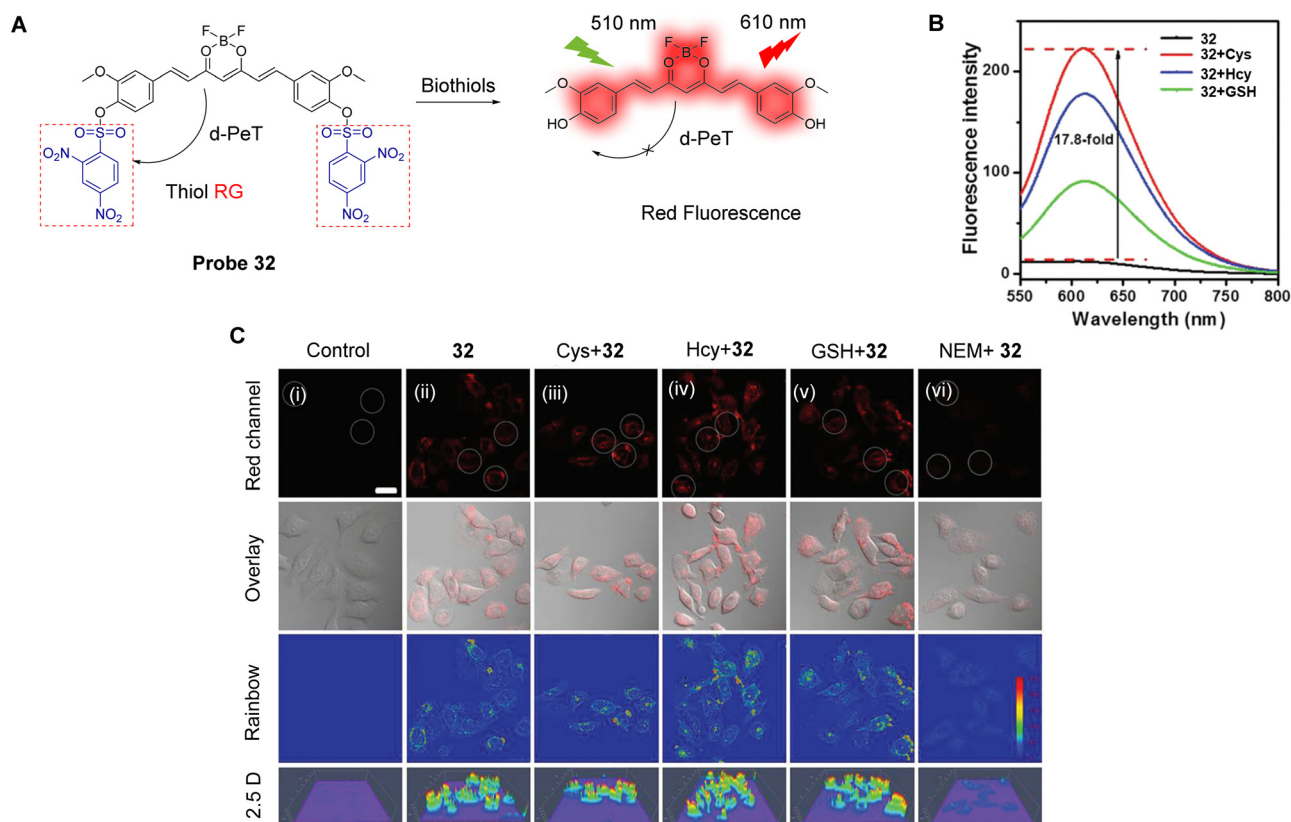 A
510 nm
610 nm
F F
B
O O
O
O
O
O
O=S=O
O=S=O
NO₂
NO₂
NO₂
NO₂
d-PeT
Thiol RG
Probe 32
Biothiols
F F
B
O O
O
O
HO
OH
d-PeT
Red Fluorescence
B
Fluorescence intensity
200
100
0
32
32+Cys
32+Hcy
32+GSH
17.8-fold
550 600 650 700 750 800
Wavelength (nm)
C
Control 32 Cys+32 Hcy+32 GSH+32 NEM+ 32
Red channel
(i) (ii) (iii) (iv) (v) (vi)
Overlay
Rainbow
2.5 D